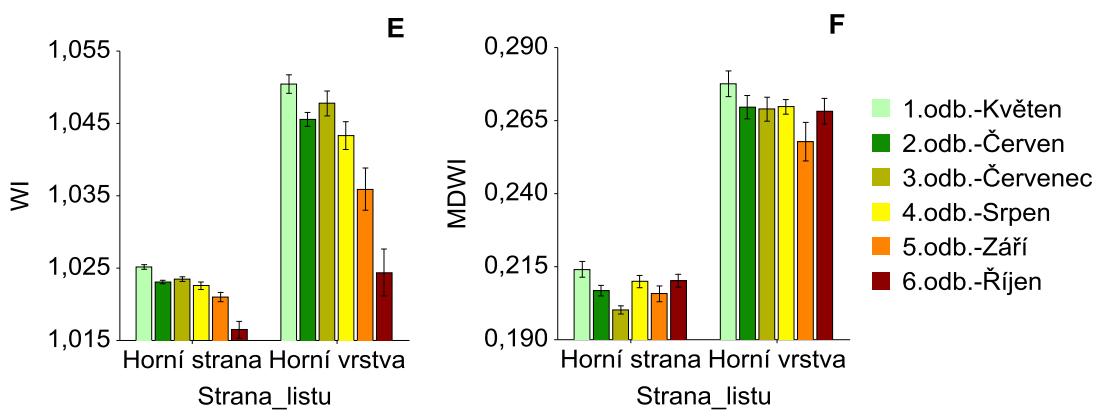 E
WI
1,055
1,045
1,035
1,025
1,015
Horní strana Horní vrstva
Strana_listu
F
MDWI
0,290
0,265
0,240
0,215
0,190
Horní strana Horní vrstva
Strana_listu
1.odb.-Květen
2.odb.-Červen
3.odb.-Červenec
4.odb.-Srpen
5.odb.-Září
6.odb.-Říjen